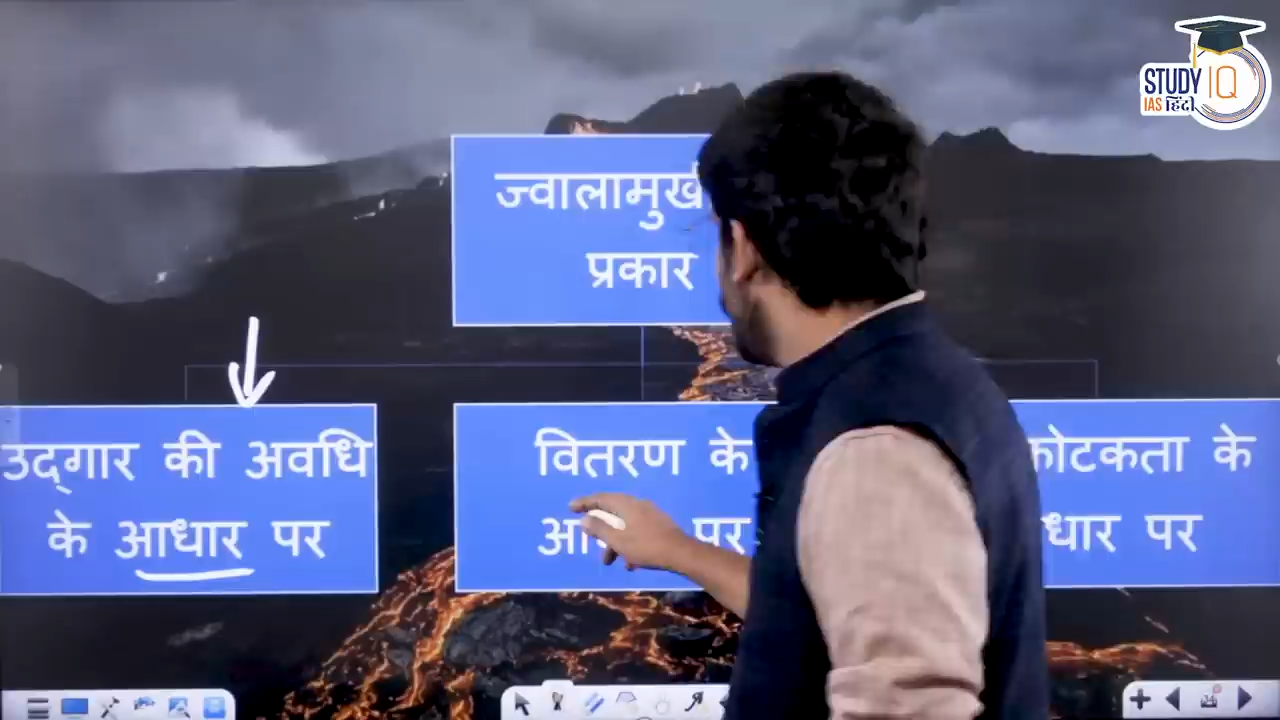 STUDY IQ
IAS हिंदी
प्रकार
उद्‌गार की अवधि
के आधार पर
वितरण के
पर
के
पर